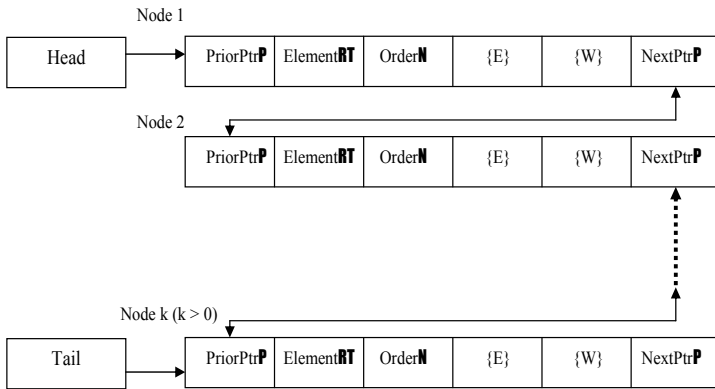 Node 1
Head
PriorPtrP ElementRT OrderN {E} {W} NextPtrP
Node 2
PriorPtrP ElementRT OrderN {E} {W} NextPtrP
Node k (k > 0)
Tail
PriorPtrP ElementRT OrderN {E} {W} NextPtrP